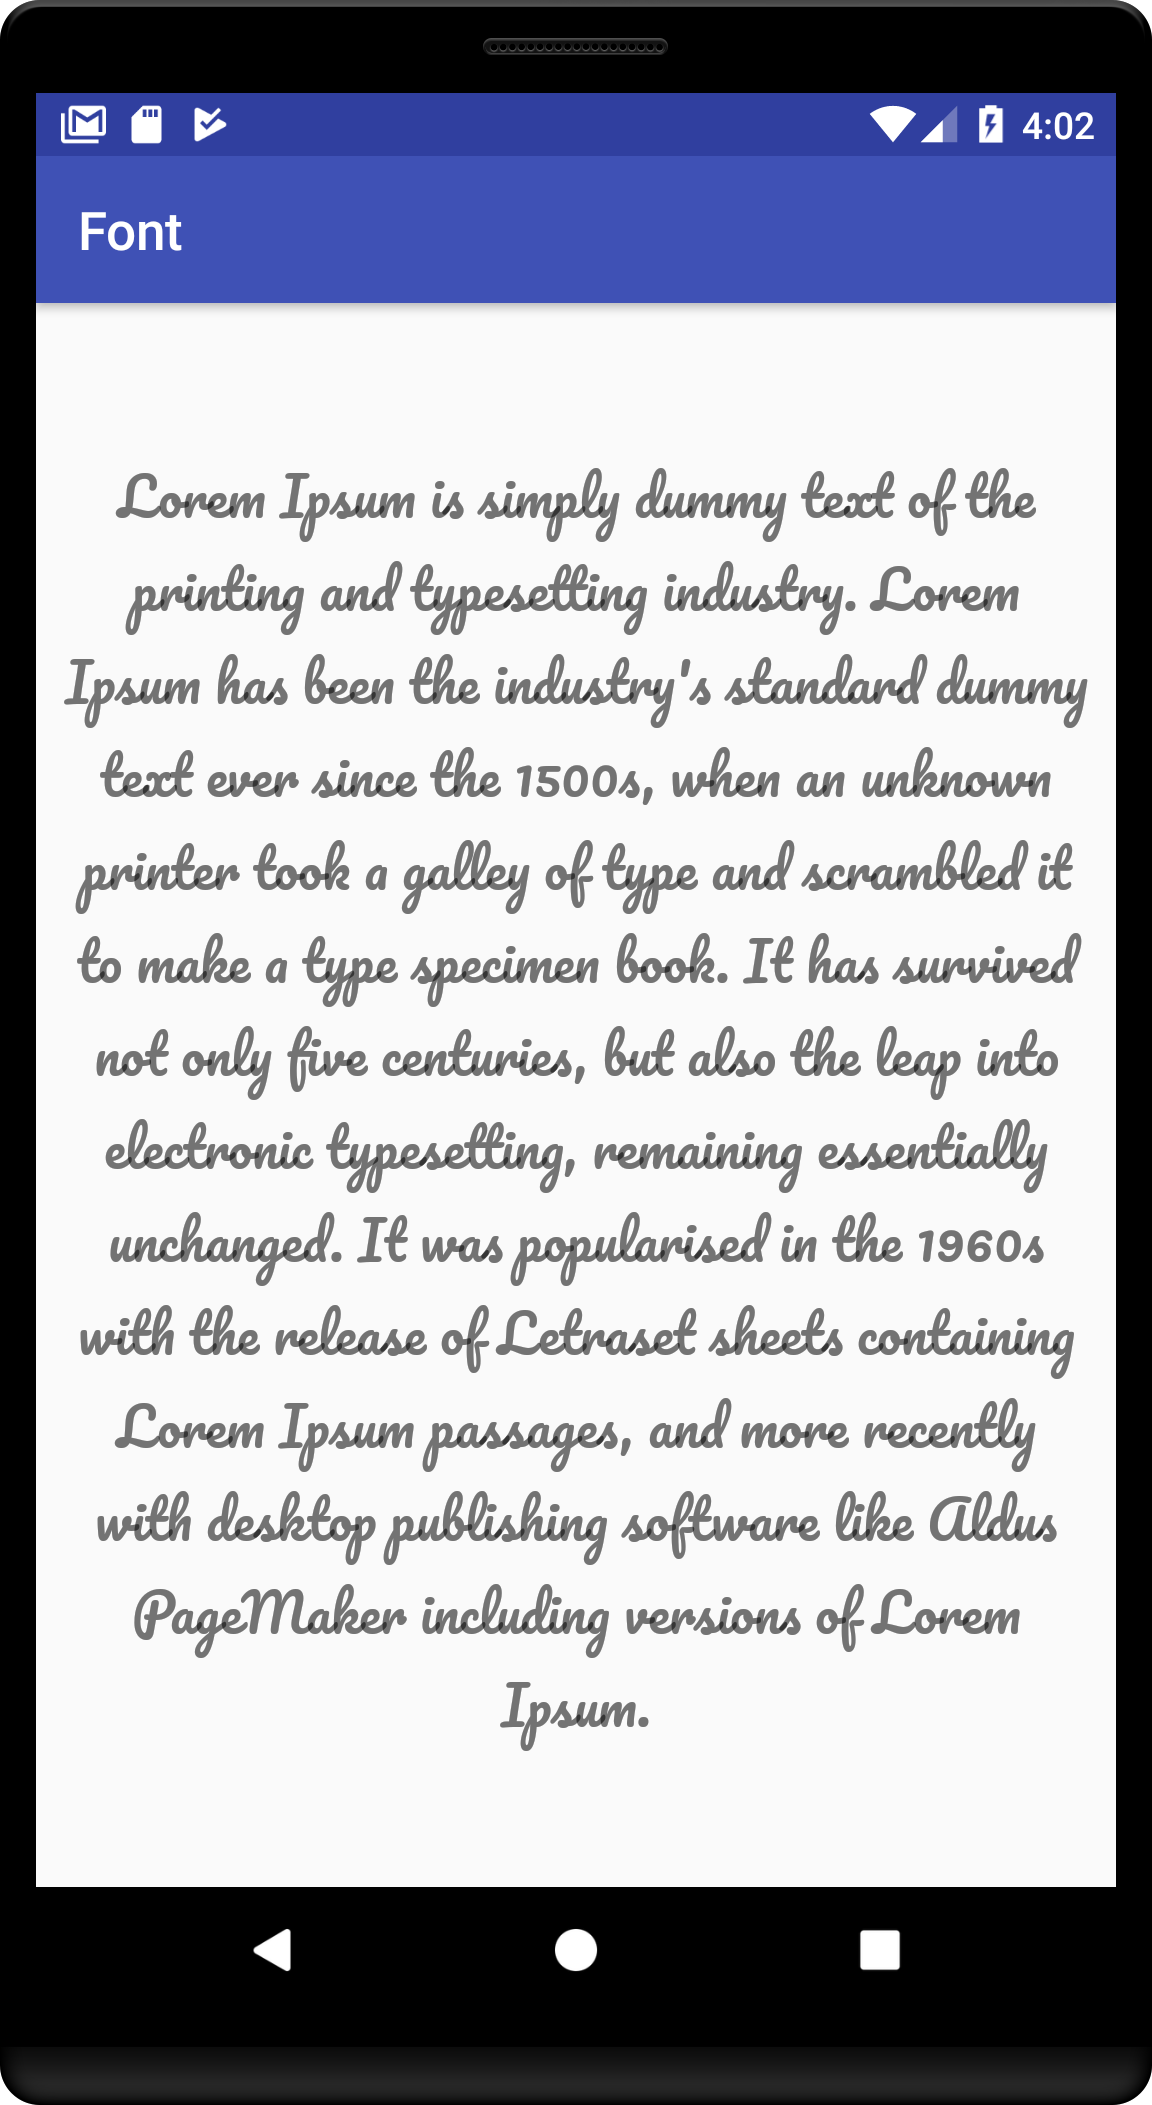 4:02
Font
Lorem Ipsum is simply dummy text of the
printing and typesetting industry. Lorem
Ipsum has been the industry's standard dummy
text ever since the 1500s, when an unknown
printer took a galley of type and scrambled it
to make a type specimen book. It has survived
not only five centuries, but also the leap into
electronic typesetting, remaining essentially
unchanged. It was popularised in the 1960s
with the release of Letraset sheets containing
Lorem Ipsum passages, and more recently
with desktop publishing software like Aldus
PageMaker including versions of Lorem
Ipsum.